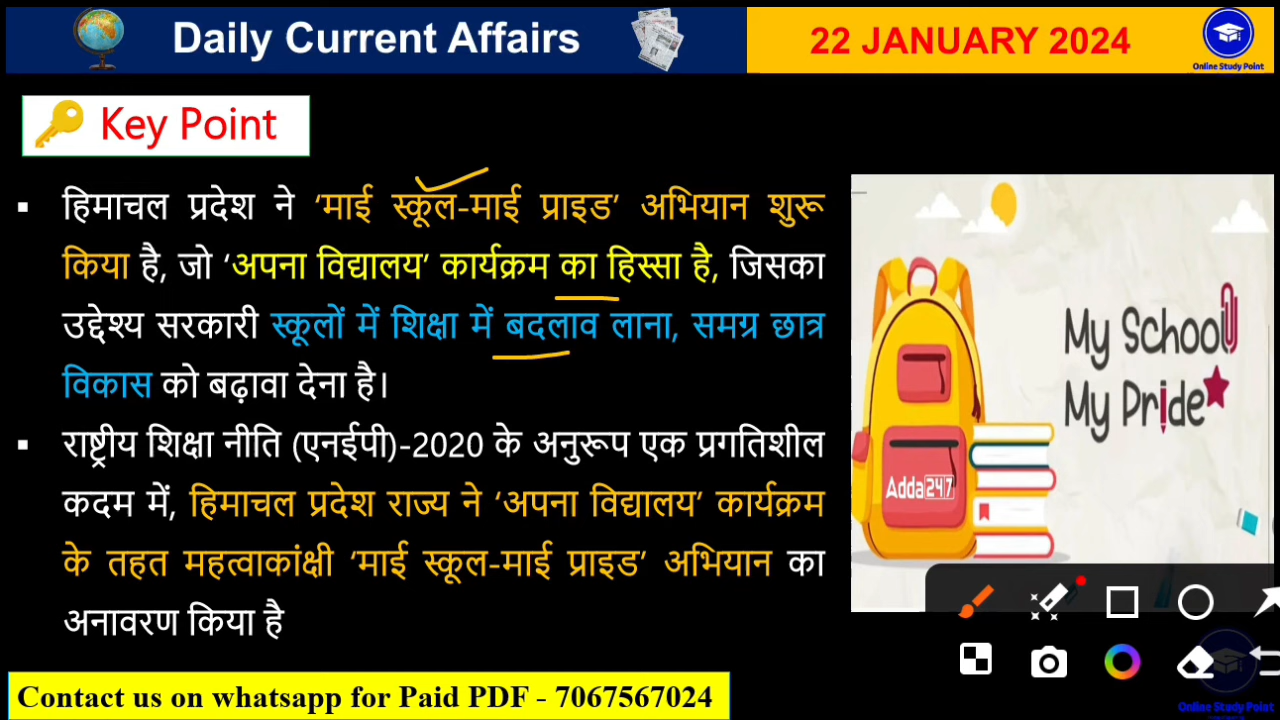 Daily Current Affairs
22 JANUARY 2024
Online Study Point
Key Point
▪ हिमाचल प्रदेश ने ‘माई स्कूल-माई प्राइड’ अभियान शुरू
किया है, जो ‘अपना विद्यालय’ कार्यक्रम का हिस्सा है, जिसका
उद्देश्य सरकारी स्कूलों में शिक्षा में बदलाव लाना, समग्र छात्र
विकास को बढ़ावा देना है।
▪ राष्ट्रीय शिक्षा नीति (एनईपी)-2020 के अनुरूप एक प्रगतिशील
कदम में, हिमाचल प्रदेश राज्य ने ‘अपना विद्यालय’ कार्यक्रम
के तहत महत्वाकांक्षी ‘माई स्कूल-माई प्राइड‘ अभियान का
अनावरण किया है
My School
My Pride
Adda247
Contact us on whatsapp for Paid PDF - 7067567024
Online Study Point